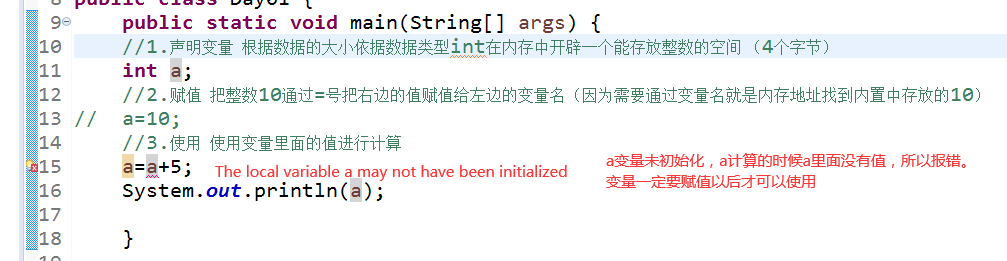 8 public class Day01 {
9 public static void main(String[] args) {
10 //1.声明变量 根据数据的大小依据数据类型int在内存中开辟一个能存放整数的空间 (4个字节)
11 int a;
12 //2.赋值 把整数10通过=号把右边的值赋值给左边的变量名(因为需要通过变量名就是内存地址找到内置中存放的10)
13 // a=10;
14 //3.使用 使用变量里面的值进行计算
15 a=a+5; The local variable a may not have been initialized
a变量未初始化,a计算的时候a里面没有值,所以报错。
变量一定要赋值以后才可以使用
16 System.out.println(a);
17
18 }